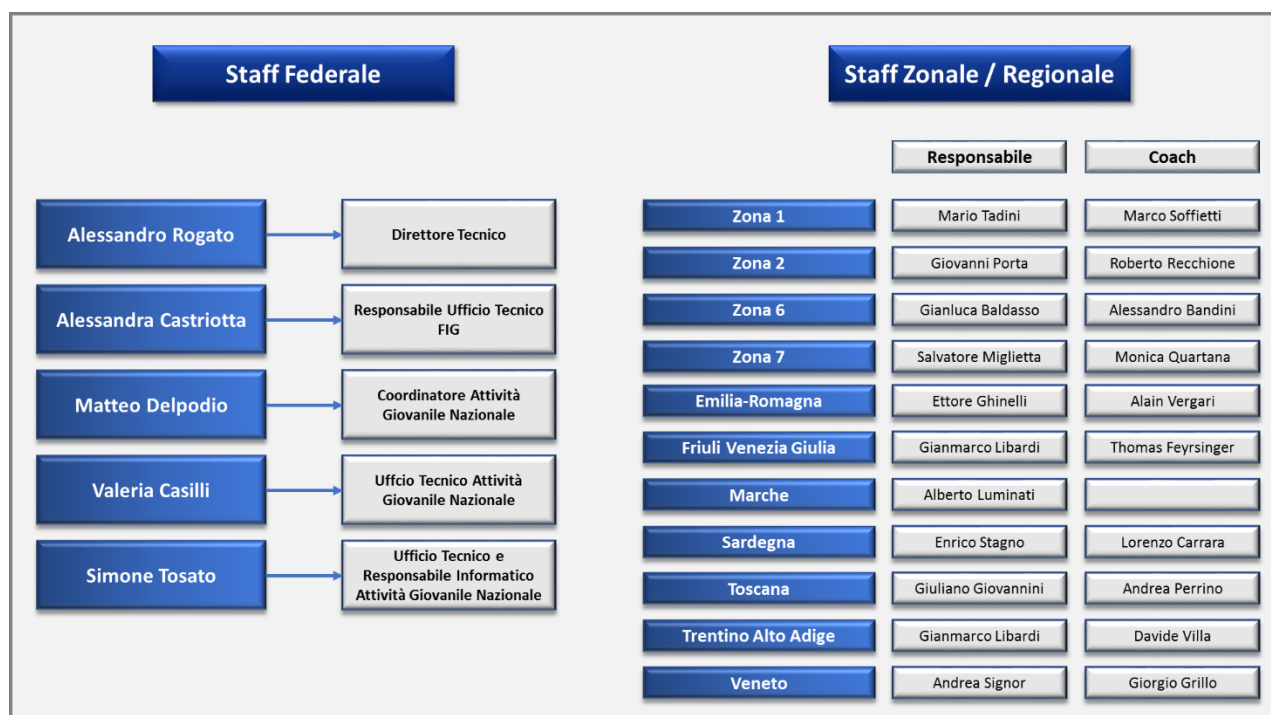 Staff Federale
Staff Zonale / Regionale
Responsabile
Coach
Alessandro Rogato
Direttore Tecnico
Alessandra Castriotta
Responsabile Ufficio Tecnico
FIG
Matteo Delpodio
Coordinatore Attività
Giovanile Nazionale
Valeria Casilli
Uffcio Tecnico Attività
Giovanile Nazionale
Simone Tosato
Ufficio Tecnico e
Responsabile Informatico
Attività Giovanile Nazionale
Zona 1
Mario Tadini
Marco Soffietti
Zona 2
Giovanni Porta
Roberto Recchione
Zona 6
Gianluca Baldasso
Alessandro Bandini
Zona 7
Salvatore Miglietta
Monica Quartana
Emilia-Romagna
Ettore Ghinelli
Alain Vergari
Friuli Venezia Giulia
Gianmarco Libardi
Thomas Feyrsinger
Marche
Alberto Luminati
Sardegna
Enrico Stagno
Lorenzo Carrara
Toscana
Giuliano Giovannini
Andrea Perrino
Trentino Alto Adige
Gianmarco Libardi
Davide Villa
Veneto
Andrea Signor
Giorgio Grillo